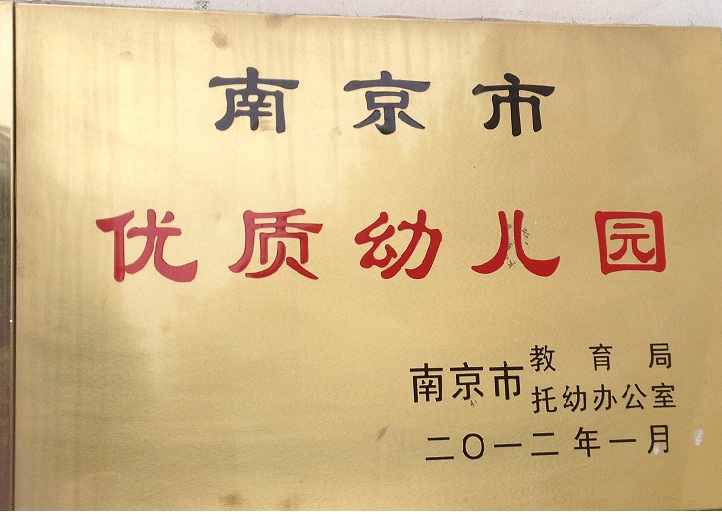 南京市
优质幼儿园
南京市 教育局
托幼办公室
二〇一二年一月